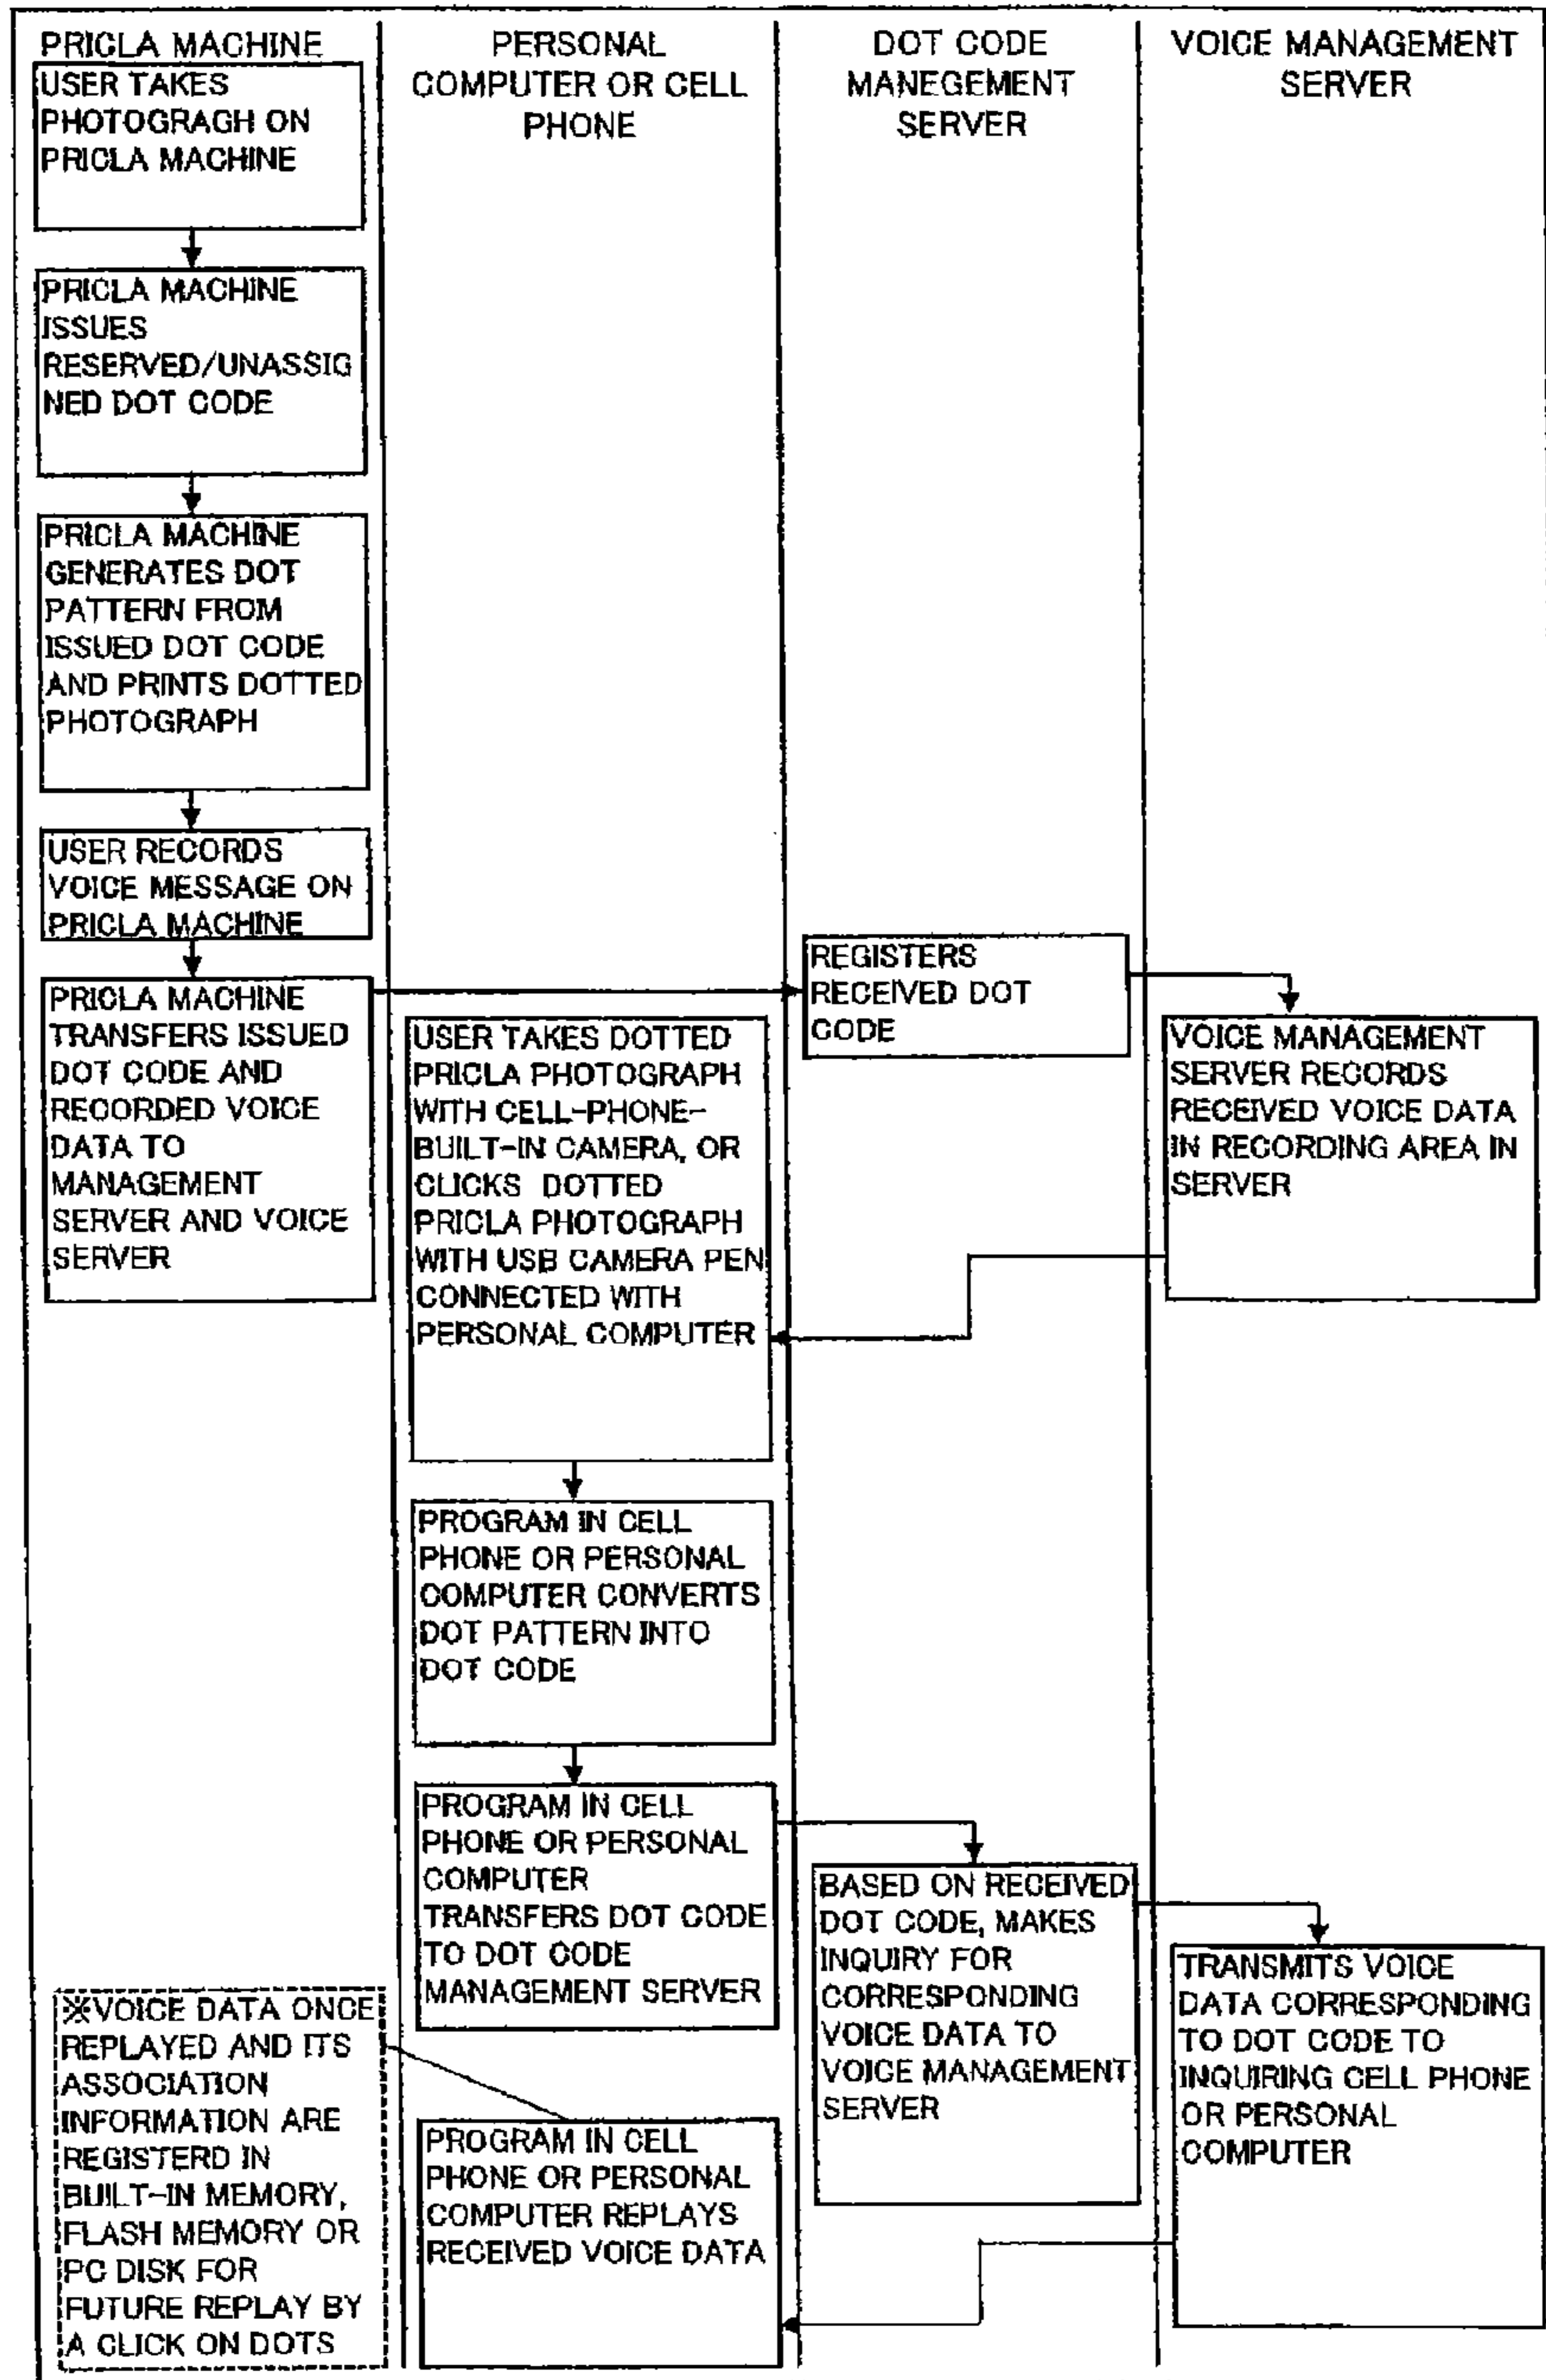 PRICLA MACHINE
USER TAKES
PHOTOGRAGH ON
PRICLA MACHINE
PRICLA MACHINE
ISSUES
RESERVED/UNASSIG
NED DOT CODE
PRICLA MACHINE
GENERATES DOT
PATTERN FROM
ISSUED DOT CODE
AND PRINTS DOTTED
PHOTOGRAPH
USER RECORDS
VOICE MESSAGE ON
PRICLA MACHINE
PRICLA MACHINE
TRANSFERS ISSUED
DOT CODE AND
RECORDED VOICE
DATA TO
MANAGEMENT
SERVER AND VOICE
SERVER
※VOICE DATA ONCE
REPLAYED AND ITS
ASSOCIATION
INFORMATION ARE
REGISTERD IN
BUILT-IN MEMORY,
FLASH MEMORY OR
PC DISK FOR
FUTURE REPLAY BY
A CLICK ON DOTS
PERSONAL
COMPUTER OR CELL
PHONE
USER TAKES DOTTED
PRICLA PHOTOGRAPH
WITH CELL-PHONE-
BUILT-IN CAMERA, OR
CLICKS DOTTED
PRICLA PHOTOGRAPH
WITH USB CAMERA PEN
CONNECTED WITH
PERSONAL COMPUTER
PROGRAM IN CELL
PHONE OR PERSONAL
COMPUTER CONVERTS
DOT PATTERN INTO
DOT CODE
PROGRAM IN CELL
PHONE OR PERSONAL
COMPUTER
TRANSFERS DOT CODE
TO DOT CODE
MANAGEMENT SERVER
PROGRAM IN CELL
PHONE OR PERSONAL
COMPUTER REPLAYS
RECEIVED VOICE DATA
DOT CODE
MANEGEMENT
SERVER
REGISTERS
RECEIVED DOT
CODE
BASED ON RECEIVED
DOT CODE, MAKES
INQUIRY FOR
CORRESPONDING
VOICE DATA TO
VOICE MANAGEMENT
SERVER
VOICE MANAGEMENT
SERVER
VOICE MANAGEMENT
SERVER RECORDS
RECEIVED VOICE DATA
IN RECORDING AREA IN
SERVER
TRANSMITS VOICE
DATA CORRESPONDING
TO DOT CODE TO
INQUIRING CELL PHONE
OR PERSONAL
COMPUTER